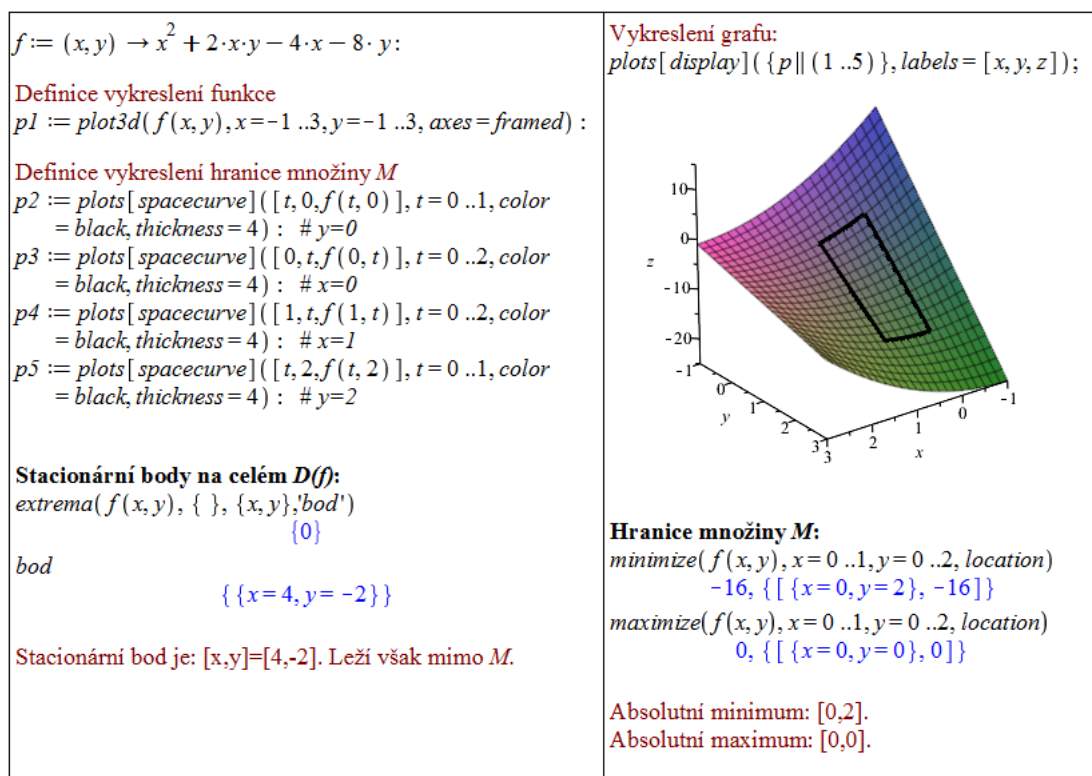 f := (x, y) → x² + 2·x·y − 4·x − 8· y:
Definice vykreslení funkce
p1 := plot3d(f(x, y), x=−1 ..3, y=−1 ..3, axes=framed) :
Definice vykreslení hranice množiny M
p2 := plots[spacecurve]([t, 0, f(t, 0)], t = 0 ..1, color
= black, thickness = 4) : # y=0
p3 := plots[spacecurve]([0, t, f(0, t)], t = 0 ..2, color
= black, thickness = 4) : # x=0
p4 := plots[spacecurve]([1, t, f(1, t)], t = 0 ..2, color
= black, thickness = 4) : # x=1
p5 := plots[spacecurve]([t, 2, f(t, 2)], t = 0 ..1, color
= black, thickness = 4) : # y=2
Stacionární body na celém D(f):
extrema(f(x, y), { }, {x, y},'bod')
{0}
bod
{ {x = 4, y = −2}}
Stacionární bod je: [x,y]=[4,-2]. Leží však mimo M.
Vykreslení grafu:
plots[display]({p||(1 ..5)}, labels = [x, y, z]);
10
0
z
−10
−20
−1
0
1
y
2
3
3
2
1
x
0
−1
Hranice množiny M:
minimize(f(x, y), x = 0 ..1, y = 0 ..2, location)
−16, {[ {x = 0, y = 2}, −16]}
maximize(f(x, y), x = 0 ..1, y = 0 ..2, location)
0, {[ {x = 0, y = 0}, 0]}
Absolutní minimum: [0,2].
Absolutní maximum: [0,0].